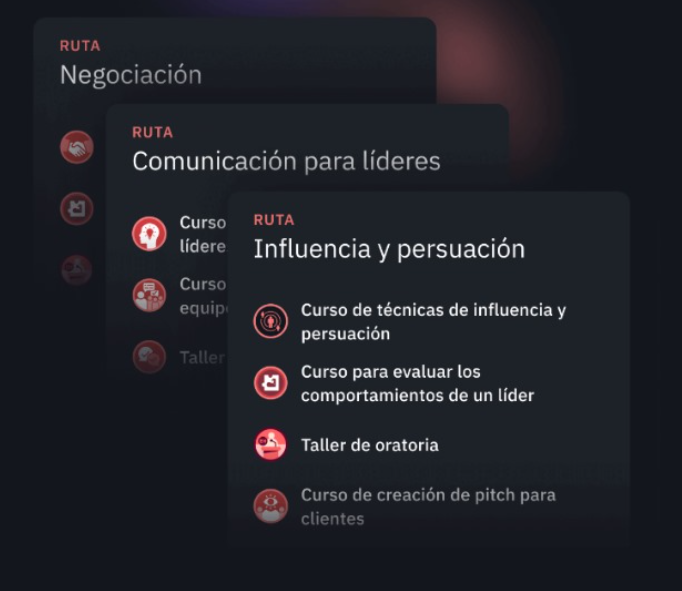 RUTA
Negociación
RUTA
Comunicación para líderes
Curso
lídere
Curso
equip
Taller
RUTA
Influencia y persuación
Curso de técnicas de influencia y
persuación
Curso para evaluar los
comportamientos de un líder
Taller de oratoria
Curso de creación de pitch para
clientes